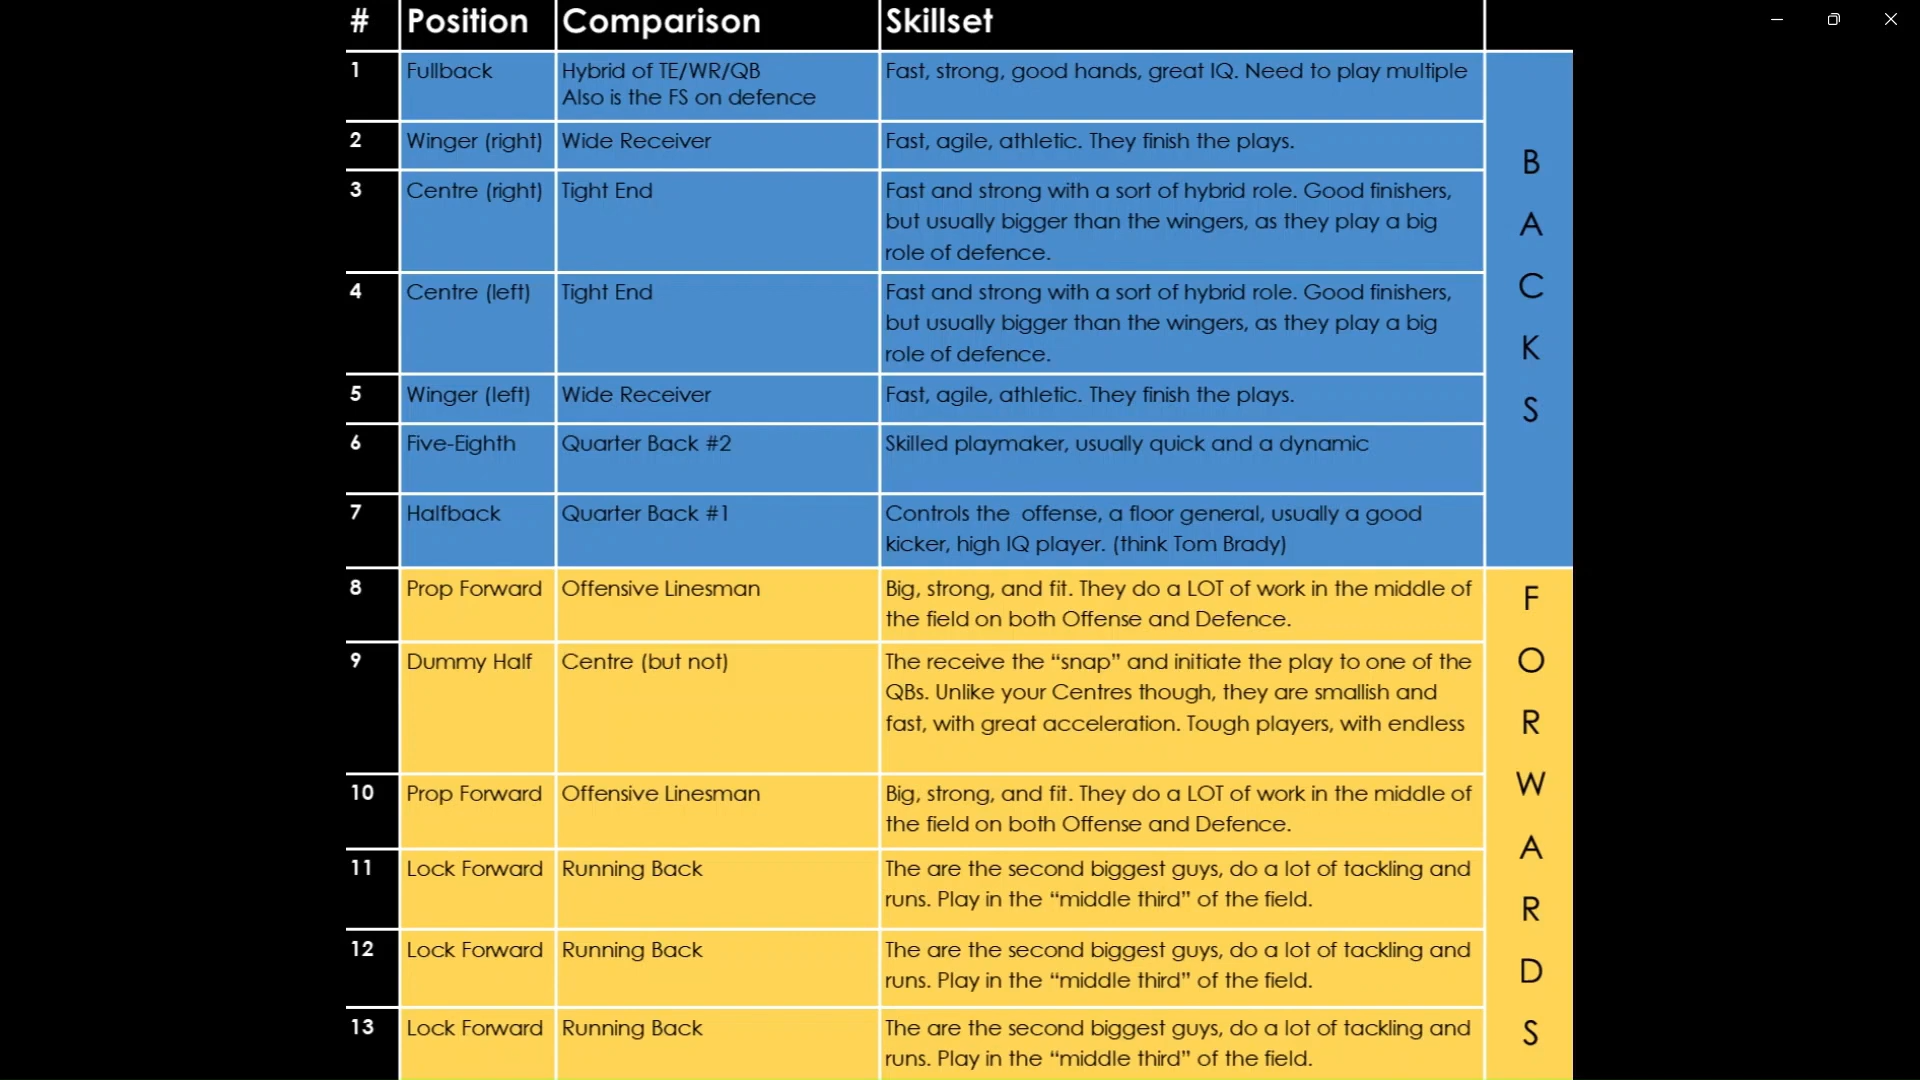 # Position Comparison Skillset
1 Fullback Hybrid of TE/WR/QB Fast, strong, good hands, great IQ. Need to play multiple
Also is the FS on defence
2 Winger (right) Wide Receiver Fast, agile, athletic. They finish the plays.
3 Centre (right) Tight End Fast and strong with a sort of hybrid role. Good finishers,
but usually bigger than the wingers, as they play a big
role of defence.
4 Centre (left) Tight End Fast and strong with a sort of hybrid role. Good finishers,
but usually bigger than the wingers, as they play a big
role of defence.
5 Winger (left) Wide Receiver Fast, agile, athletic. They finish the plays.
6 Five-Eighth Quarter Back #2 Skilled playmaker, usually quick and a dynamic
7 Halfback Quarter Back #1 Controls the offense, a floor general, usually a good
kicker, high IQ player. (think Tom Brady)
BACKS
8 Prop Forward Offensive Linesman Big, strong, and fit. They do a LOT of work in the middle of
the field on both Offense and Defence.
9 Dummy Half Centre (but not) The receive the “snap” and initiate the play to one of the
QBs. Unlike your Centres though, they are smallish and
fast, with great acceleration. Tough players, with endless
10 Prop Forward Offensive Linesman Big, strong, and fit. They do a LOT of work in the middle of
the field on both Offense and Defence.
11 Lock Forward Running Back The are the second biggest guys, do a lot of tackling and
runs. Play in the “middle third” of the field.
12 Lock Forward Running Back The are the second biggest guys, do a lot of tackling and
runs. Play in the “middle third” of the field.
13 Lock Forward Running Back The are the second biggest guys, do a lot of tackling and
runs. Play in the “middle third” of the field.
FORWARDS